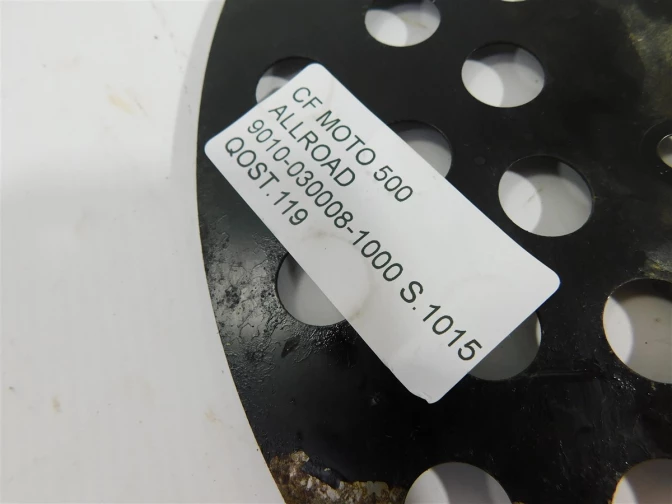 CF MOTO 500
ALLROAD
9010-030008-1000 S.1015
QOST.119